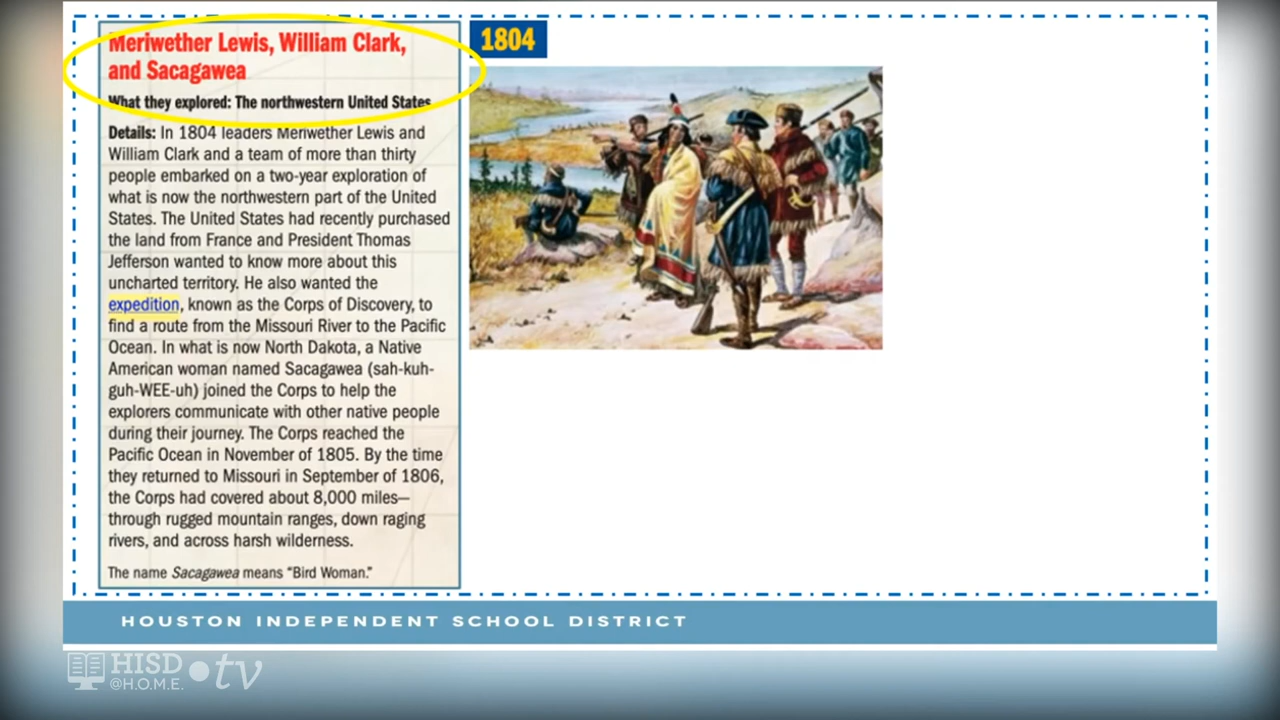 Meriwether Lewis, William Clark,
and Sacagawea
What they explored: The northwestern United States
Details: In 1804 leaders Meriwether Lewis and
William Clark and a team of more than thirty
people embarked on a two-year exploration of
what is now the northwestern part of the United
States. The United States had recently purchased
the land from France and President Thomas
Jefferson wanted to know more about this
uncharted territory. He also wanted the
expedition, known as the Corps of Discovery, to
find a route from the Missouri River to the Pacific
Ocean. In what is now North Dakota, a Native
American woman named Sacagawea (sah-kuh-
guh-WEE-uh) joined the Corps to help the
explorers communicate with other native people
during their journey. The Corps reached the
Pacific Ocean in November of 1805. By the time
they returned to Missouri in September of 1806,
the Corps had covered about 8,000 miles—
through rugged mountain ranges, down raging
rivers, and across harsh wilderness.
The name Sacagawea means “Bird Woman.”
1804
HOUSTON INDEPENDENT SCHOOL DISTRICT
HISD
@H.O.M.E.
tv